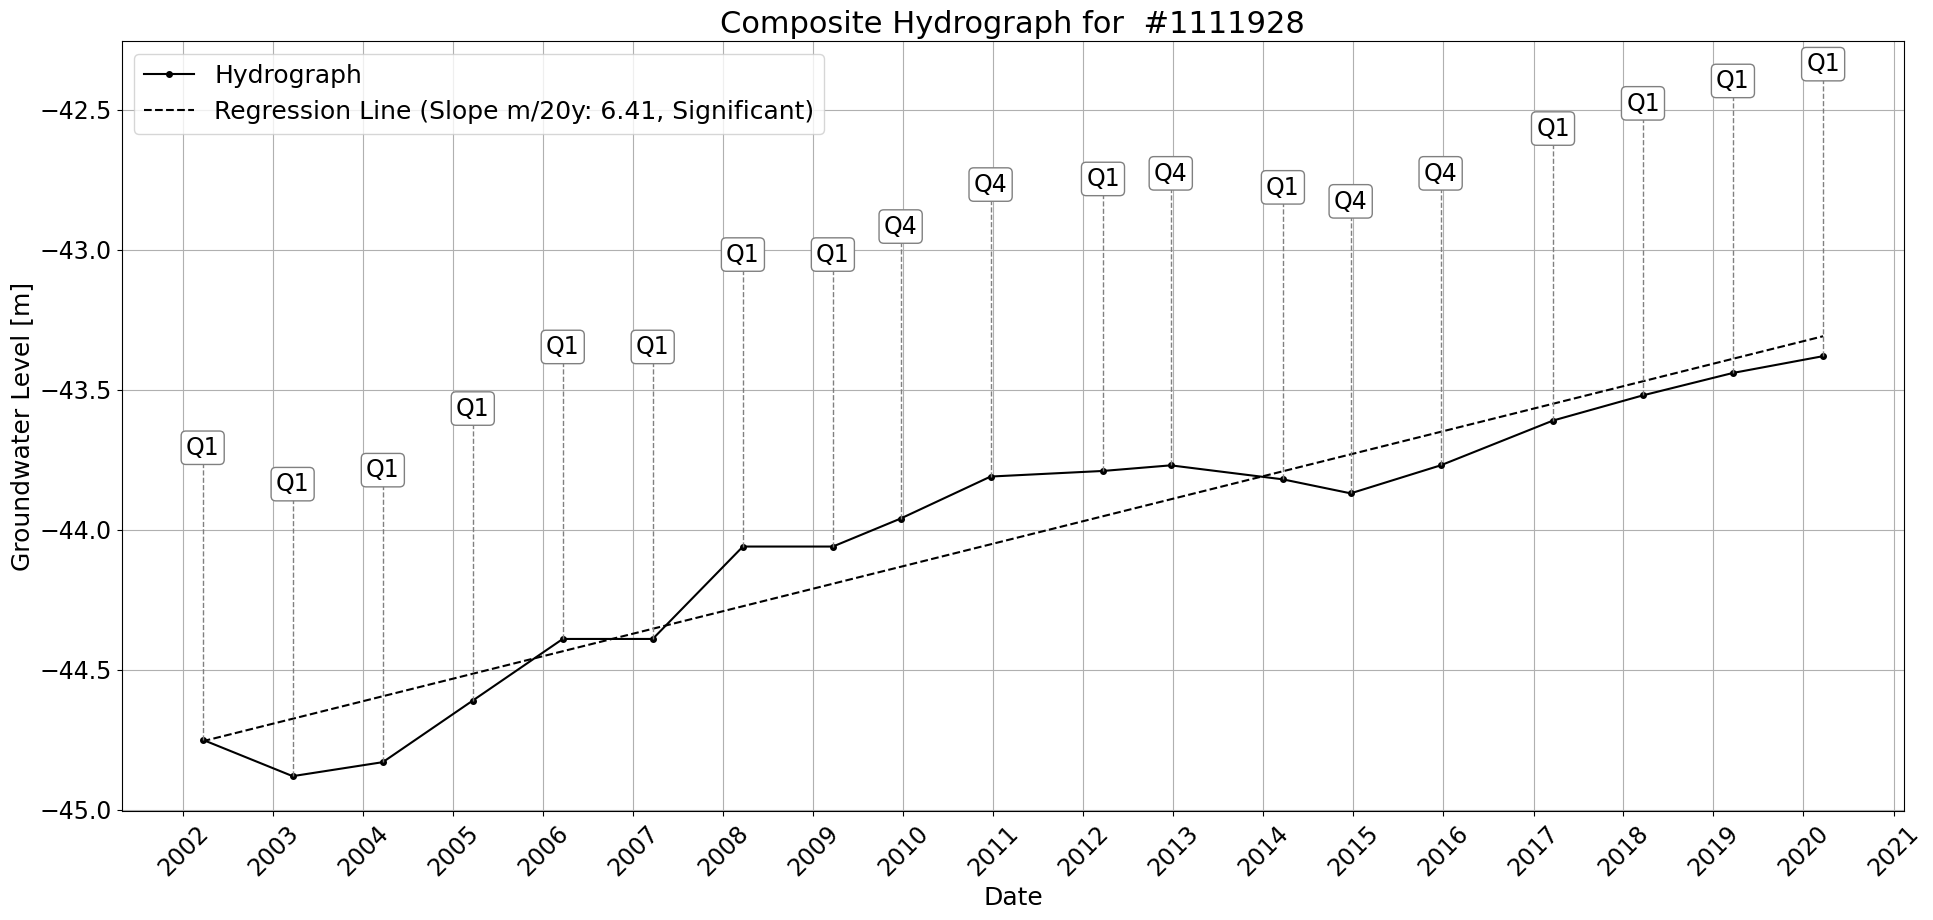 Composite Hydrograph for  #1111928
Hydrograph
Regression Line (Slope m/20y: 6.41, Significant)
Groundwater Level [m]
−42.5
−43.0
−43.5
−44.0
−44.5
−45.0
Q1
Q1
Q1
Q1
Q1
Q1
Q1
Q1
Q4
Q4
Q1
Q4
Q1
Q4
Q4
Q1
Q1
Q1
Q1
2002
2003
2004
2005
2006
2007
2008
2009
2010
2011
2012
2013
2014
2015
2016
2017
2018
2019
2020
2021
Date